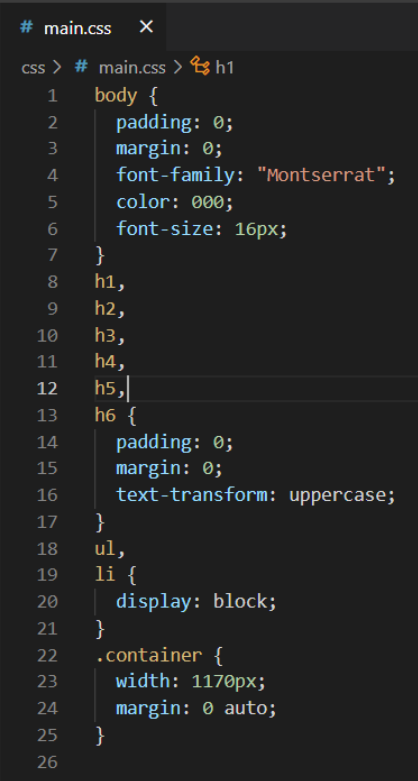 # main.css ×
css > # main.css > h1
1 body {
2 padding: 0;
3 margin: 0;
4 font-family: "Montserrat";
5 color: 000;
6 font-size: 16px;
7 }
8 h1,
9 h2,
10 h3,
11 h4,
12 h5,
13 h6 {
14 padding: 0;
15 margin: 0;
16 text-transform: uppercase;
17 }
18 ul,
19 li {
20 display: block;
21 }
22 .container {
23 width: 1170px;
24 margin: 0 auto;
25 }
26